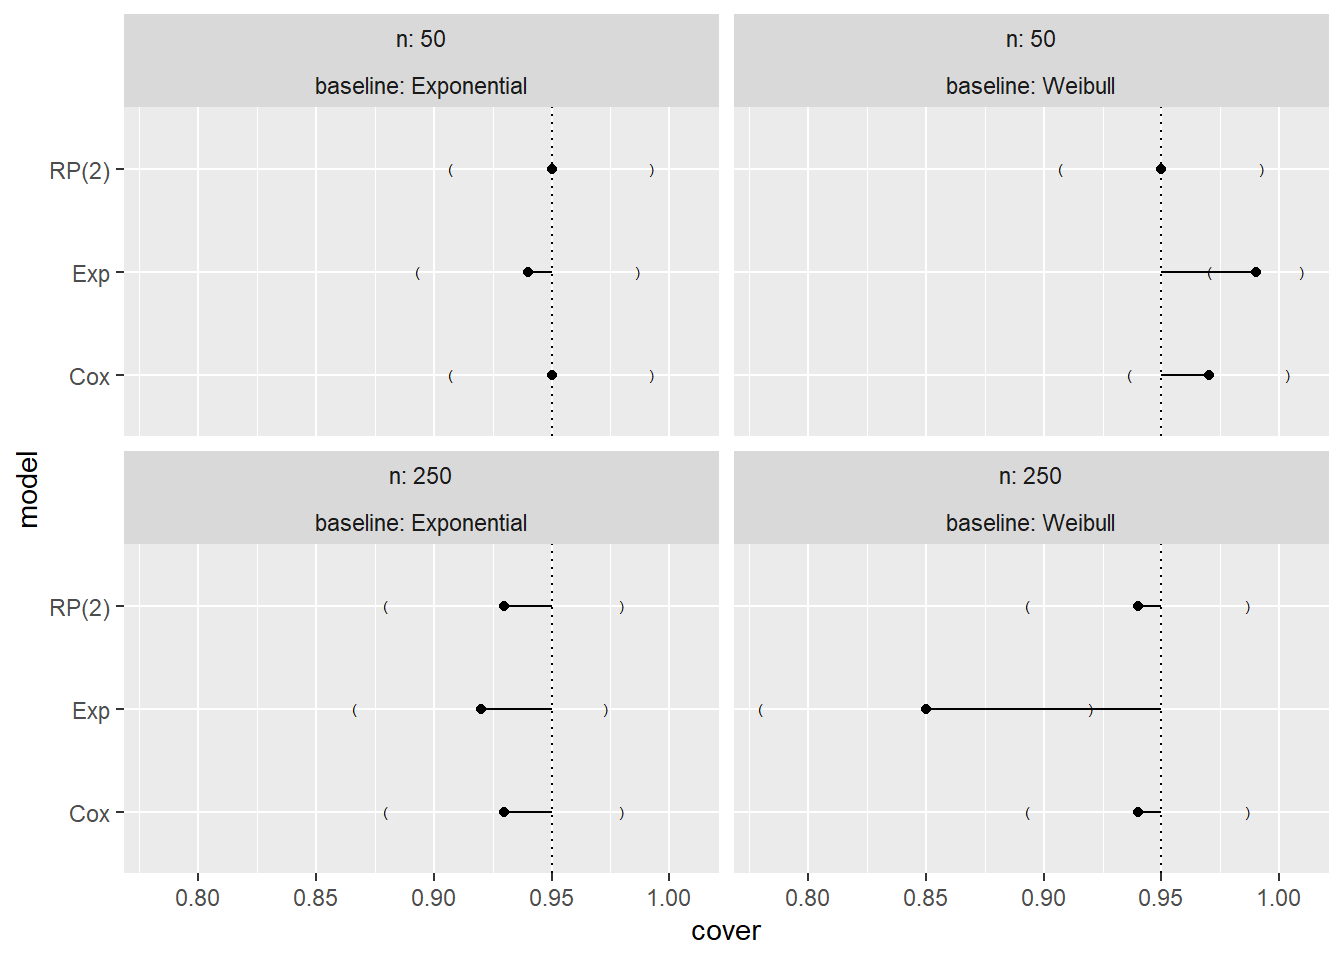 n: 50
baseline: Exponential
n: 50
baseline: Weibull
RP(2)
( )
( )
Exp
( )
( )
Cox
( )
( )
n: 250
baseline: Exponential
n: 250
baseline: Weibull
RP(2)
( )
( )
Exp
( )
( )
Cox
( )
( )
0.80 0.85 0.90 0.95 1.00
0.80 0.85 0.90 0.95 1.00
cover
model